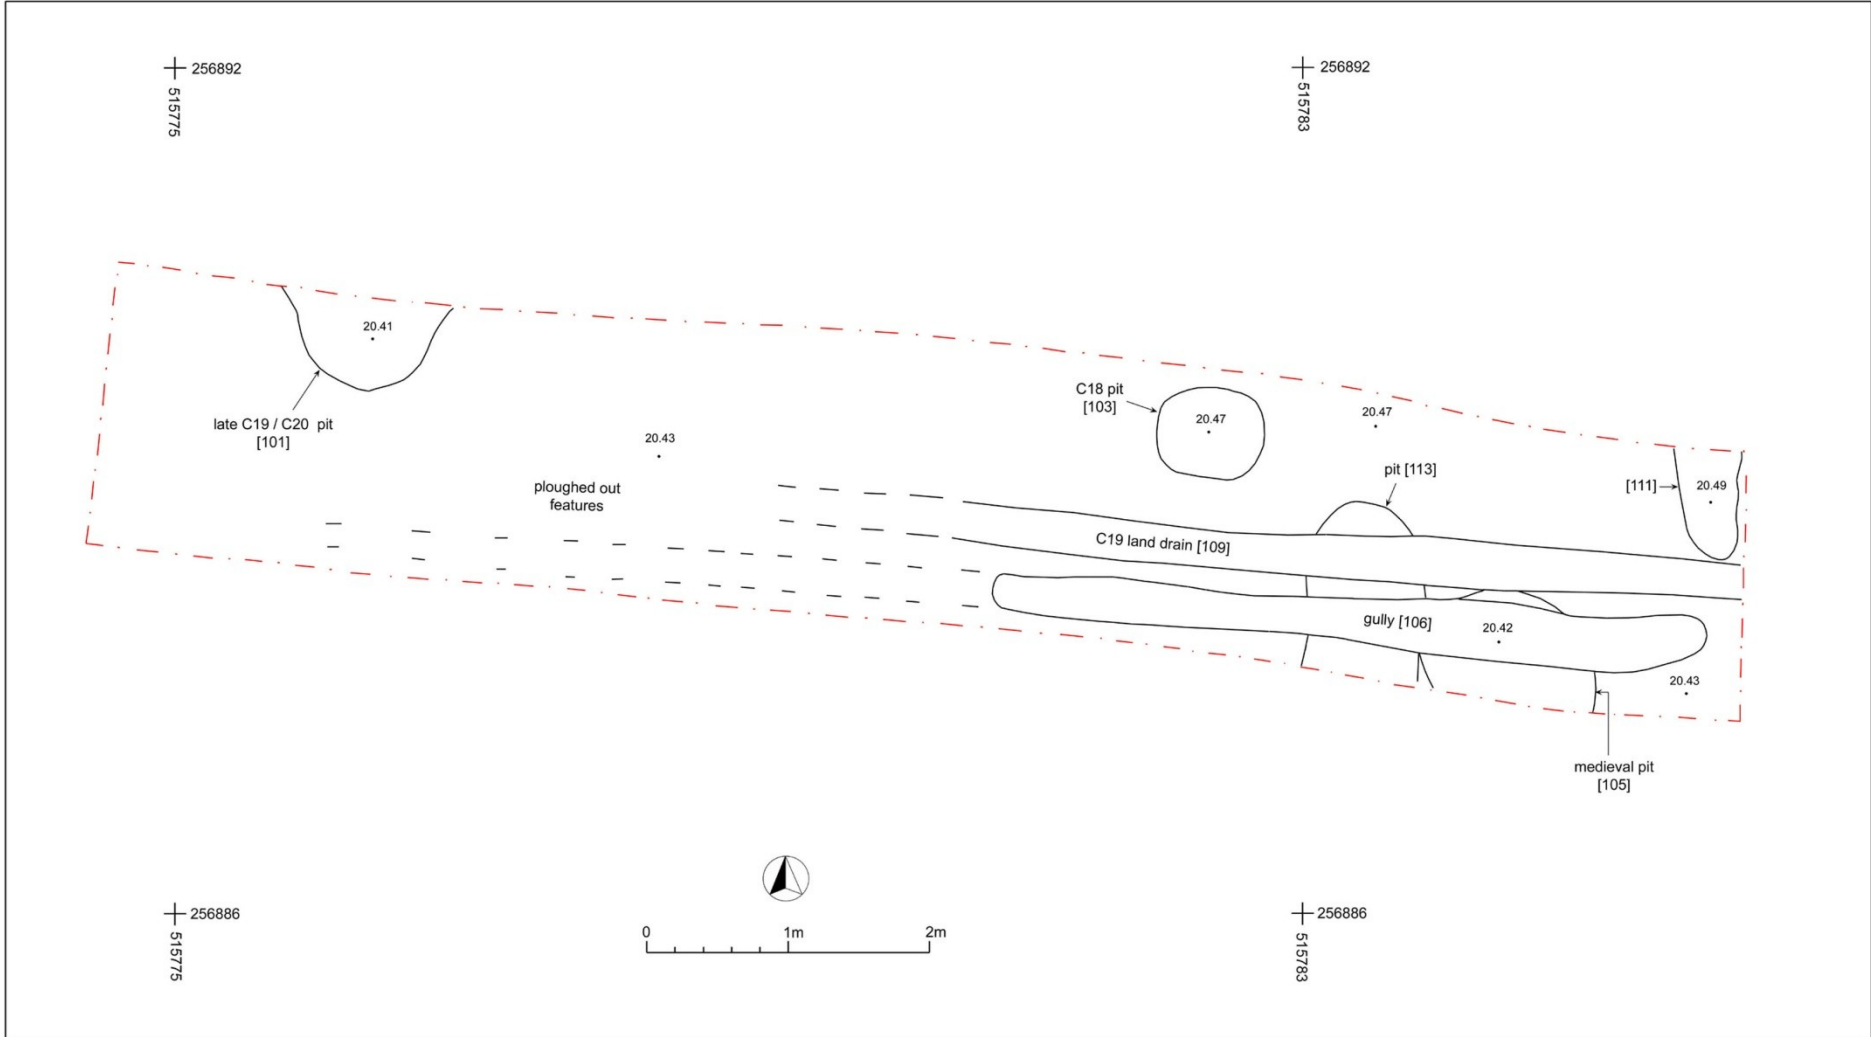 256892
515775
256892
515783
20.41
late C19 / C20 pit
[101]
20.43
ploughed out
features
C18 pit
[103]
20.47
20.47
pit [113]
[111]
20.49
C19 land drain [109]
gully [106]
20.42
20.43
medieval pit
[105]
256886
515775
0
1m
2m
256886
515783